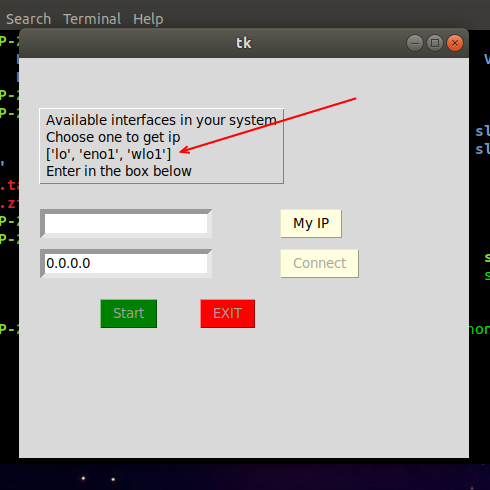 Search Terminal Help
tk
Available interfaces in your system
Choose one to get ip
['lo', 'eno1', 'wlo1']
Enter in the box below
My IP
0.0.0.0 Connect
Start EXIT